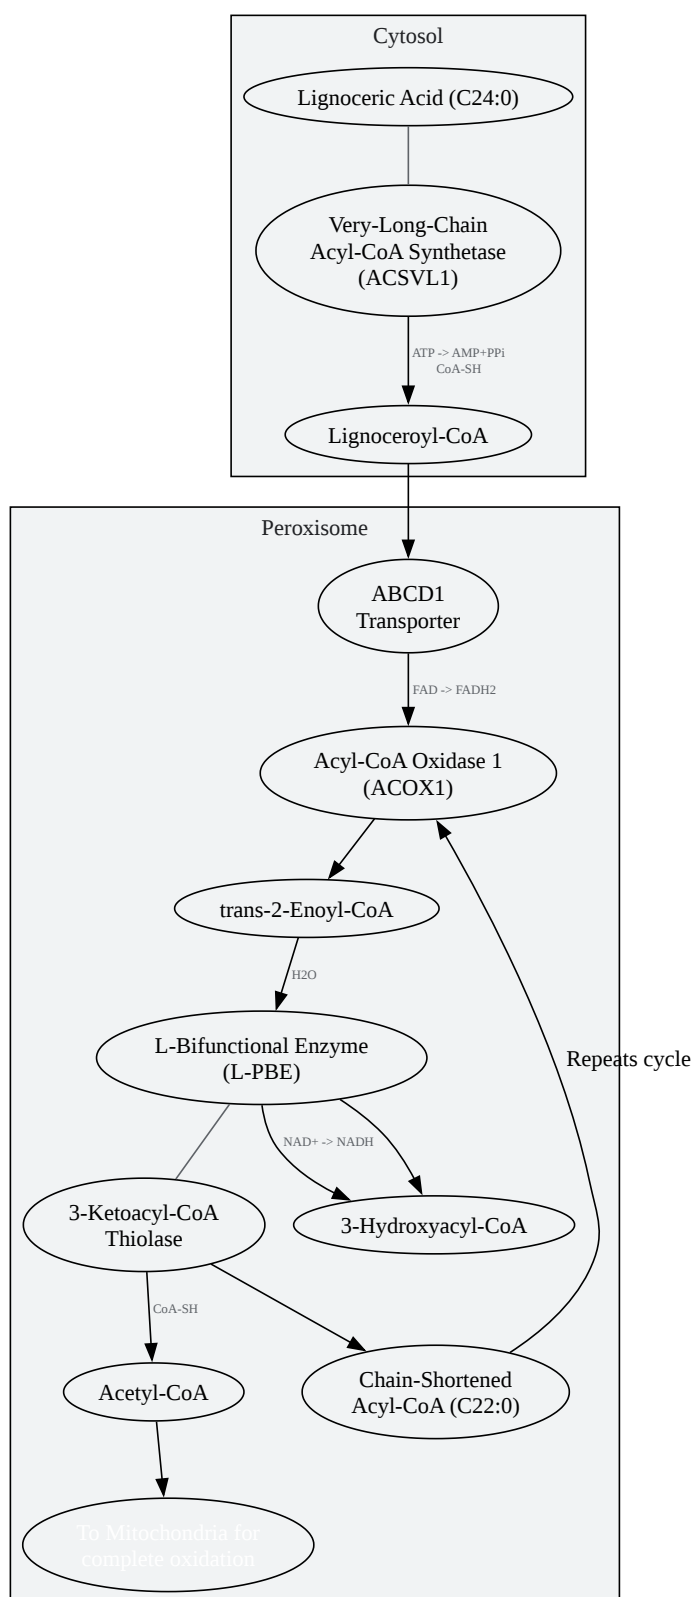 Cytosol
Lignoceric Acid (C24:0)
Very-Long-Chain
Acyl-CoA Synthetase
(ACSVL1)
ATP -> AMP+PPi
CoA-SH
Lignoceroyl-CoA
Peroxisome
ABCD1
Transporter
FAD -> FADH2
Acyl-CoA Oxidase 1
(ACOX1)
trans-2-Enoyl-CoA
H2O
L-Bifunctional Enzyme
(L-PBE)
Repeats cycle
NAD+ -> NADH
3-Ketoacyl-CoA
Thiolase
3-Hydroxyacyl-CoA
CoA-SH
Acetyl-CoA
Chain-Shortened
Acyl-CoA (C22:0)
To Mitochondria for
complete oxidation